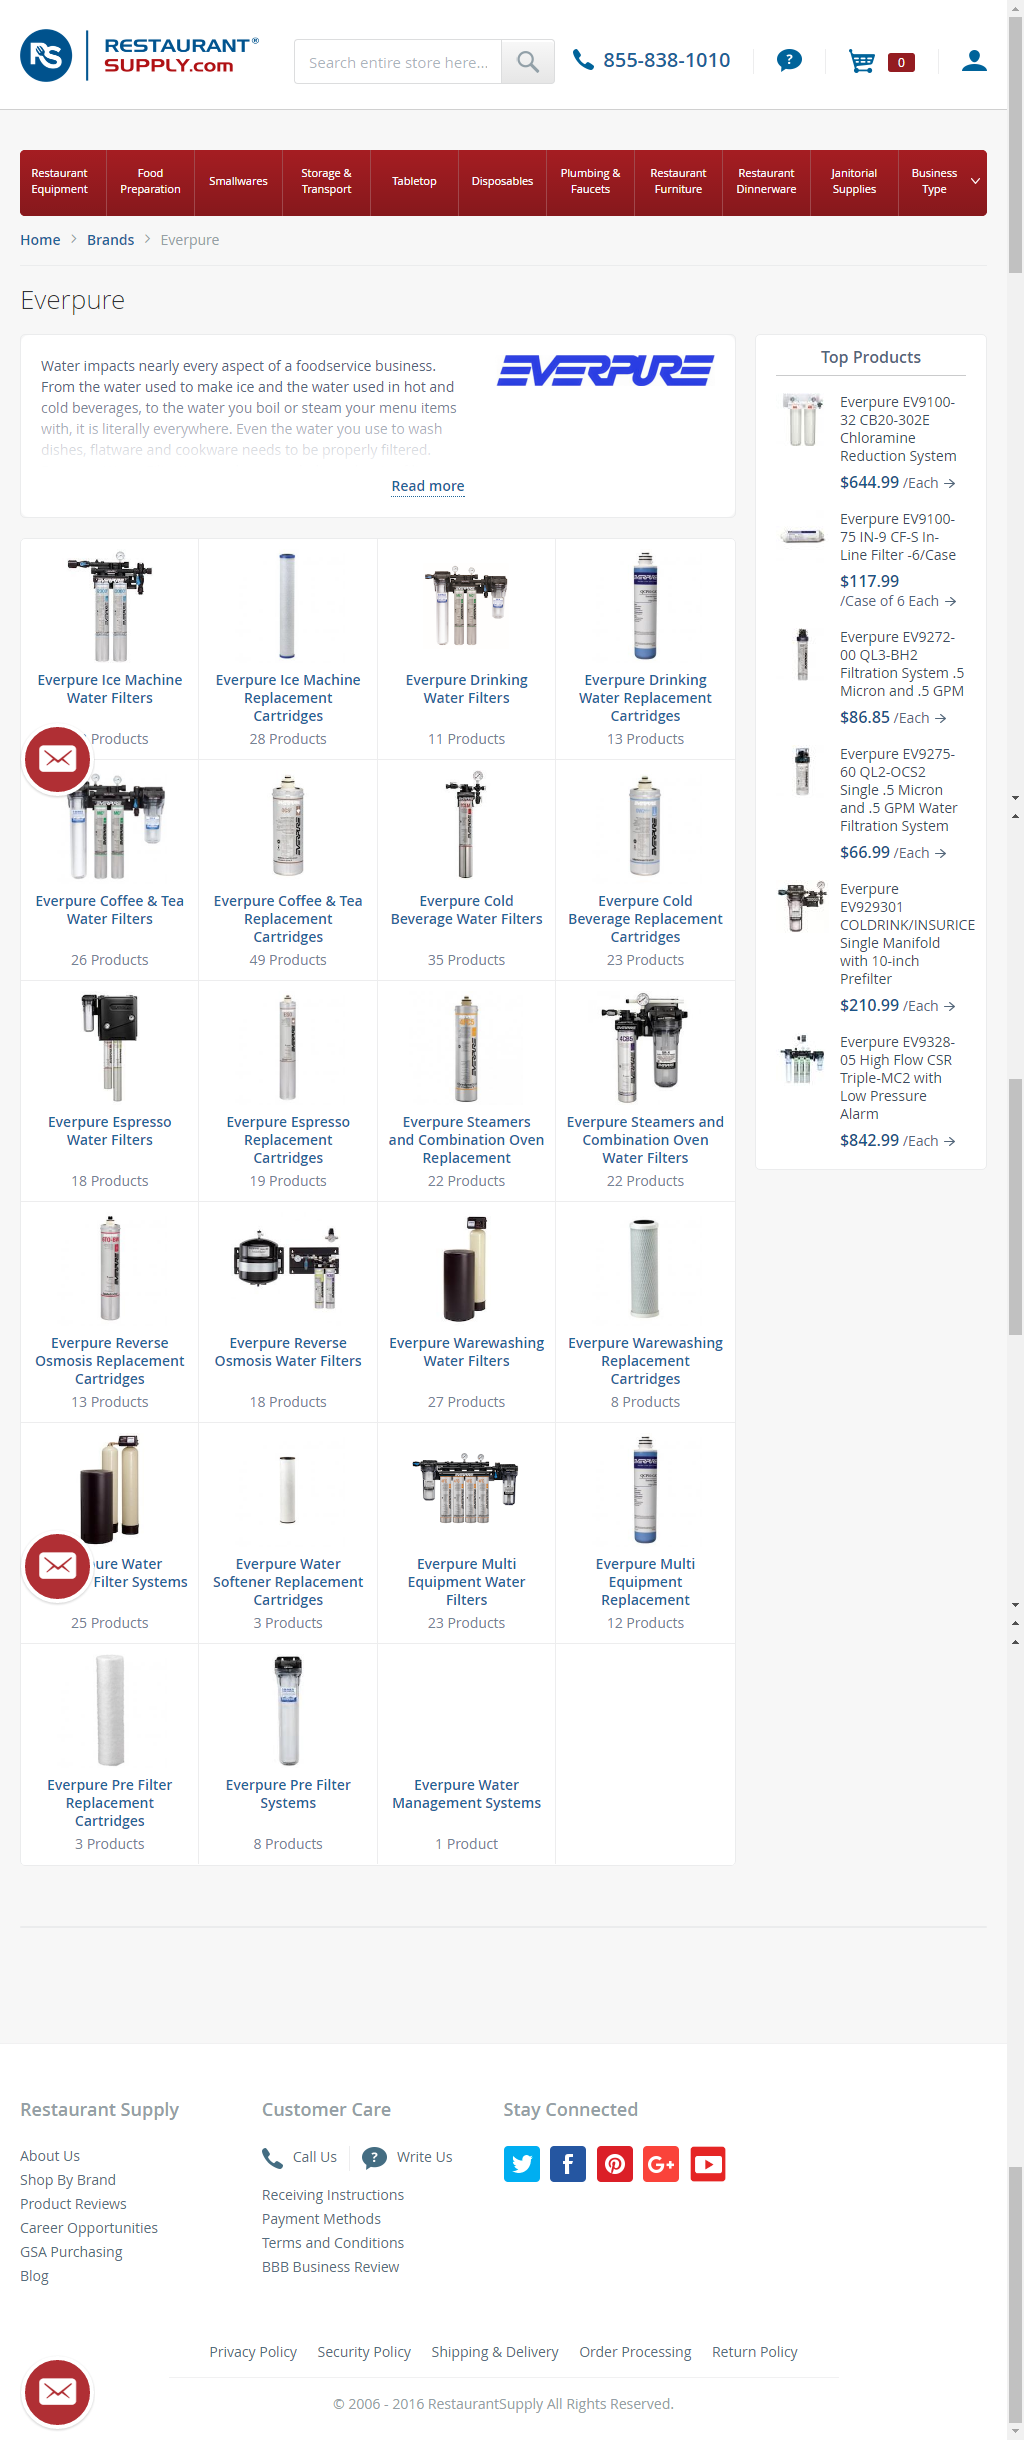 RS RESTAURANT®
SUPPLY.com
Search entire store here...
855-838-1010
?
0
Restaurant Equipment
Food Preparation
Smallwares
Storage & Transport
Tabletop
Disposables
Plumbing & Faucets
Restaurant Furniture
Restaurant Dinnerware
Janitorial Supplies
Business Type
Home > Brands > Everpure
Everpure
Water impacts nearly every aspect of a foodservice business.
From the water used to make ice and the water used in hot and
cold beverages, to the water you boil or steam your menu items
with, it is literally everywhere. Even the water you use to wash
dishes, flatware and cookware needs to be properly filtered.
EVERPURE
Read more
Everpure Ice Machine
Water Filters
Products
Everpure Ice Machine
Replacement
Cartridges
28 Products
Everpure Drinking
Water Filters
11 Products
Everpure Drinking
Water Replacement
Cartridges
13 Products
Everpure Coffee & Tea
Water Filters
26 Products
Everpure Coffee & Tea
Replacement
Cartridges
49 Products
Everpure Cold
Beverage Water Filters
35 Products
Everpure Cold
Beverage Replacement
Cartridges
23 Products
Everpure Espresso
Water Filters
18 Products
Everpure Espresso
Replacement
Cartridges
19 Products
Everpure Steamers
and Combination Oven
Replacement
22 Products
Everpure Steamers and
Combination Oven
Water Filters
22 Products
Everpure Reverse
Osmosis Replacement
Cartridges
13 Products
Everpure Reverse
Osmosis Water Filters
18 Products
Everpure Warewashing
Water Filters
27 Products
Everpure Warewashing
Replacement
Cartridges
8 Products
Water
Filter Systems
25 Products
Everpure Water
Softener Replacement
Cartridges
3 Products
Everpure Multi
Equipment Water
Filters
23 Products
Everpure Multi
Equipment
Replacement
12 Products
Everpure Pre Filter
Replacement
Cartridges
3 Products
Everpure Pre Filter
Systems
8 Products
Everpure Water
Management Systems
1 Product
Top Products
Everpure EV9100-
32 CB20-302E
Chloramine
Reduction System
$644.99 /Each →
Everpure EV9100-
75 IN-9 CF-S In-
Line Filter -6/Case
$117.99
/Case of 6 Each →
Everpure EV9272-
00 QL3-BH2
Filtration System .5
Micron and .5 GPM
$86.85 /Each →
Everpure EV9275-
60 QL2-OCS2
Single .5 Micron
and .5 GPM Water
Filtration System
$66.99 /Each →
Everpure
EV929301
COLDRINK/INSURICE
Single Manifold
with 10-inch
Prefilter
$210.99 /Each →
Everpure EV9328-
05 High Flow CSR
Triple-MC2 with
Low Pressure
Alarm
$842.99 /Each →
Restaurant Supply
About Us
Shop By Brand
Product Reviews
Career Opportunities
GSA Purchasing
Blog
Customer Care
Call Us
? Write Us
Receiving Instructions
Payment Methods
Terms and Conditions
BBB Business Review
Stay Connected
Privacy Policy Security Policy Shipping & Delivery Order Processing Return Policy
© 2006 - 2016 RestaurantSupply All Rights Reserved.